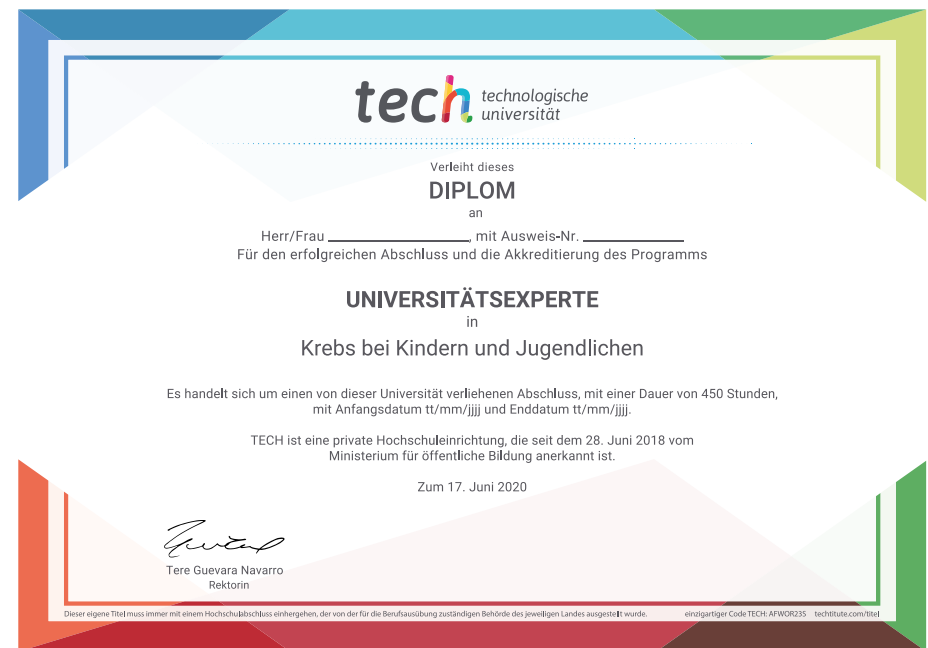 tech technologische
universität
Verleiht dieses
DIPLOM
an
Herr/Frau ____________________, mit Ausweis-Nr. ______________
Für den erfolgreichen Abschluss und die Akkreditierung des Programms
UNIVERSITÄTSEXPERTE
in
Krebs bei Kindern und Jugendlichen
Es handelt sich um einen von dieser Universität verliehenen Abschluss, mit einer Dauer von 450 Stunden,
mit Anfangsdatum tt/mm/jjjj und Enddatum tt/mm/jjjj.
TECH ist eine private Hochschuleinrichtung, die seit dem 28. Juni 2018 vom
Ministerium für öffentliche Bildung anerkannt ist.
Zum 17. Juni 2020
Tere Guevara Navarro
Rektorin
Dieser eigene Titel muss immer mit einem Hochschulabschluss einhergehen, der von der für die Berufsausübung zuständigen Behörde des jeweiligen Landes ausgestellt wurde. einzigartiger Code TECH: AFWOR23S techtitute.com/titel